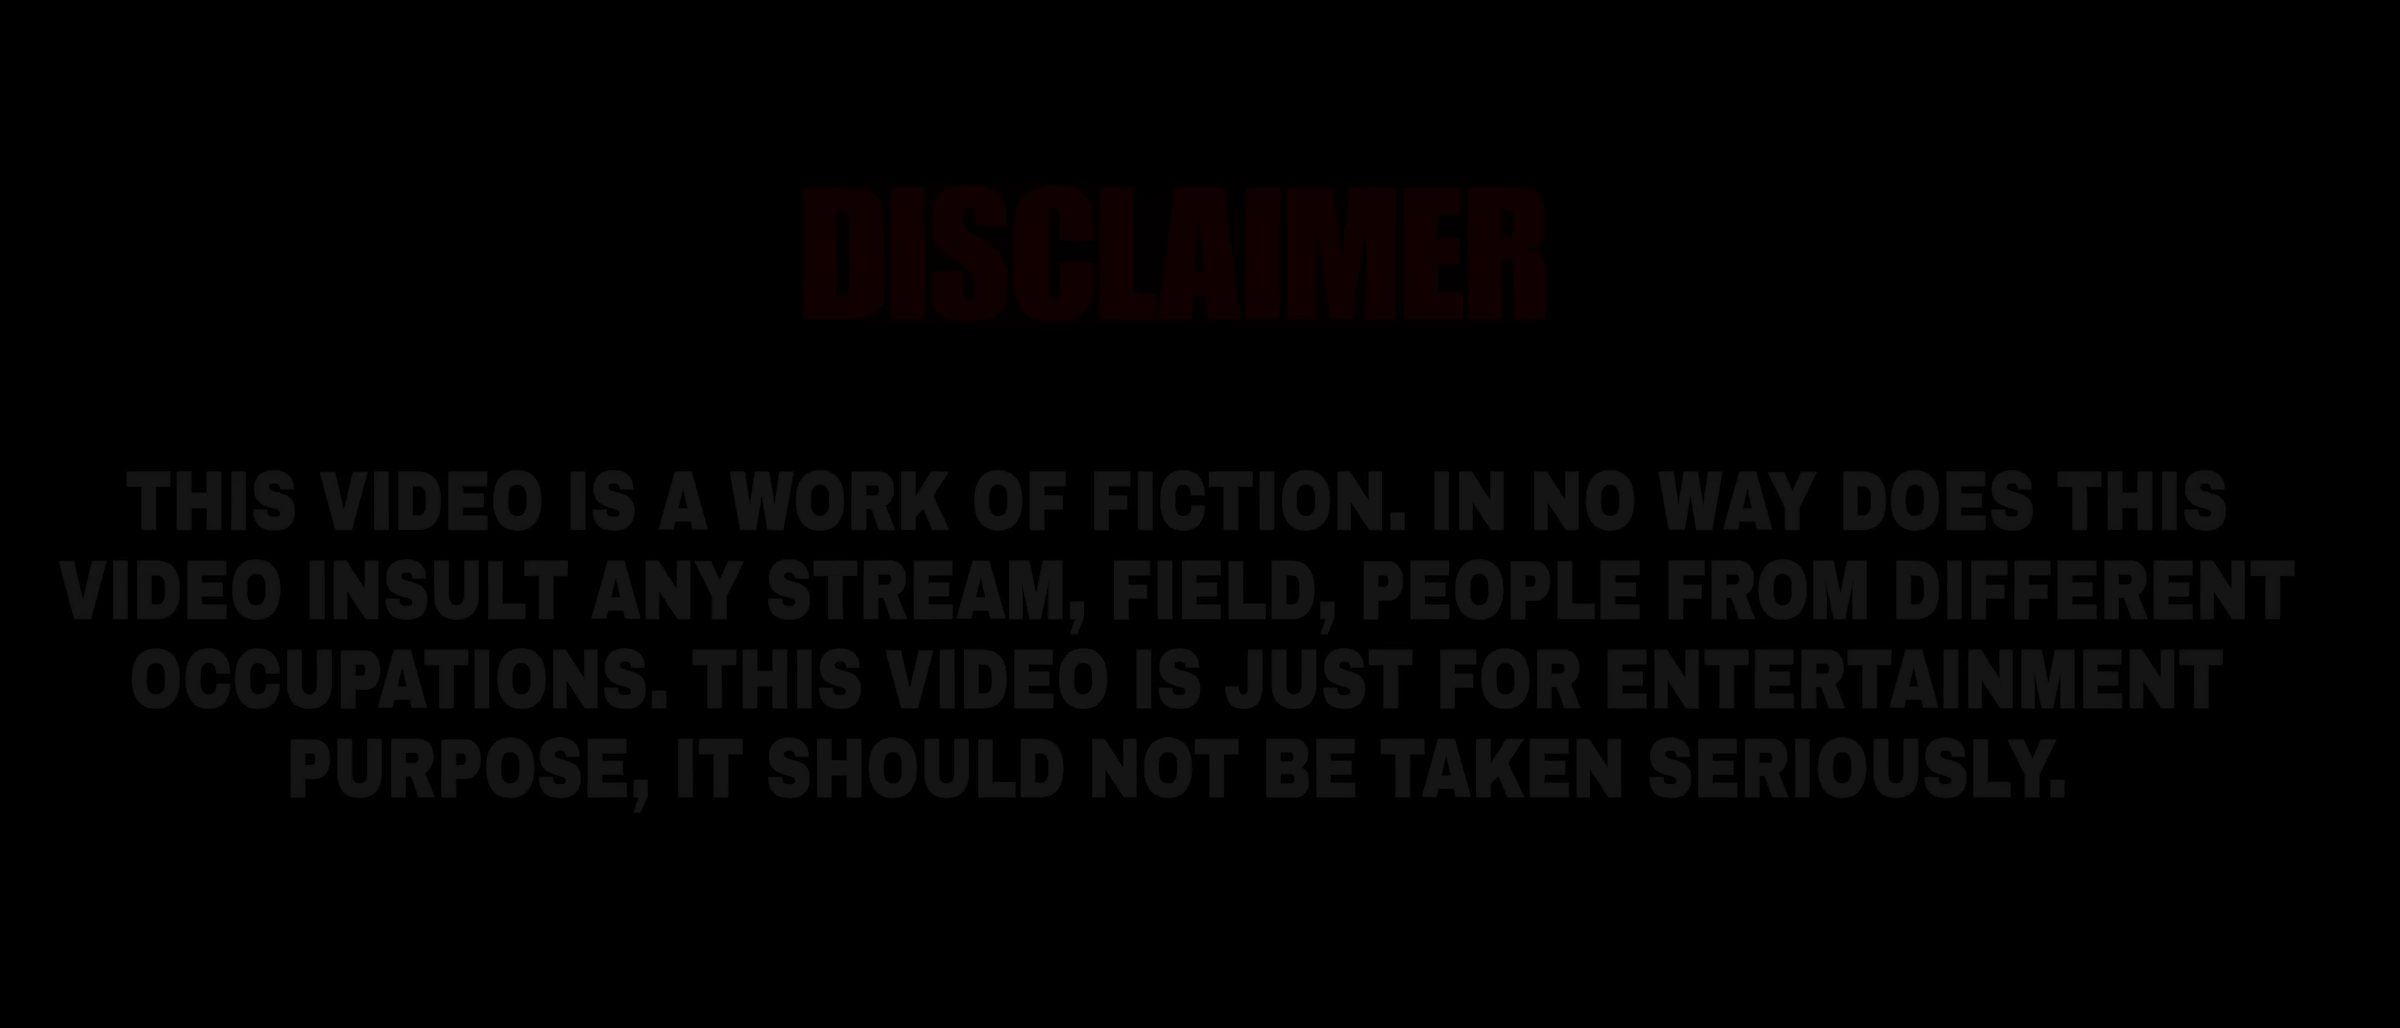 DISCLAIMER
THIS VIDEO IS A WORK OF FICTION. IN NO WAY DOES THIS
VIDEO INSULT ANY STREAM, FIELD, PEOPLE FROM DIFFERENT
OCCUPATIONS. THIS VIDEO IS JUST FOR ENTERTAINMENT
PURPOSE, IT SHOULD NOT BE TAKEN SERIOUSLY.